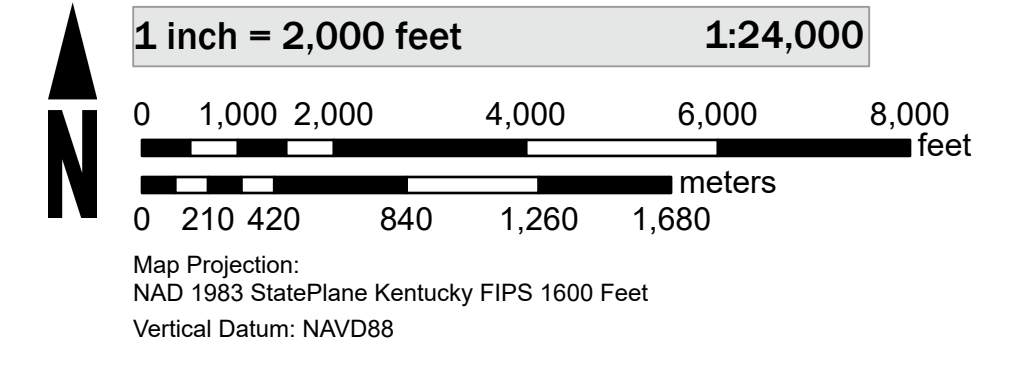 1 inch = 2,000 feet 1:24,000
0 1,000 2,000 4,000 6,000 8,000
feet
meters
0 210 420 840 1,260 1,680
N
Map Projection:
NAD 1983 StatePlane Kentucky FIPS 1600 Feet
Vertical Datum: NAVD88